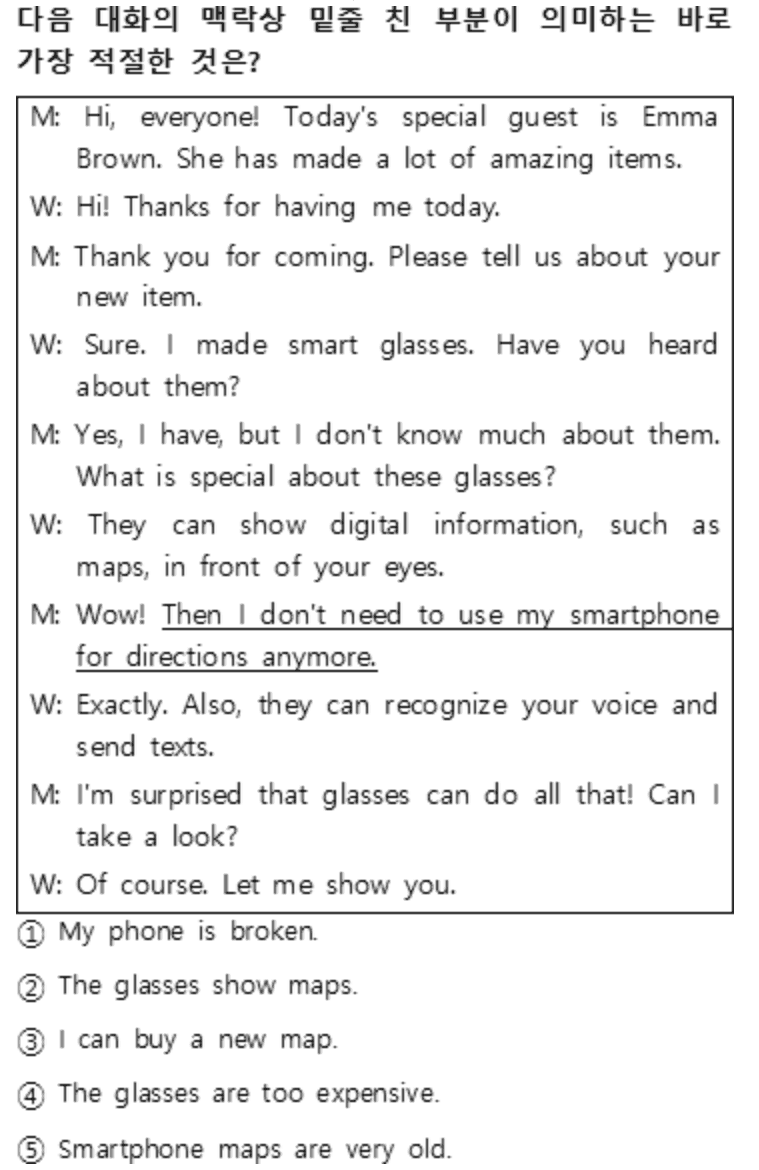 다음 대화의 맥락상 밑줄 친 부분이 의미하는 바로
가장 적절한 것은?
M: Hi, everyone! Today's special guest is Emma
Brown. She has made a lot of amazing items.
W: Hi! Thanks for having me today.
M: Thank you for coming. Please tell us about your
new item.
W: Sure. I made smart glasses. Have you heard
about them?
M: Yes, I have, but I don't know much about them.
What is special about these glasses?
W: They can show digital information, such as
maps, in front of your eyes.
M: Wow! Then I don't need to use my smartphone
for directions anymore.
W: Exactly. Also, they can recognize your voice and
send texts.
M: I'm surprised that glasses can do all that! Can I
take a look?
W: Of course. Let me show you.
① My phone is broken.
② The glasses show maps.
③ I can buy a new map.
④ The glasses are too expensive.
⑤ Smartphone maps are very old.